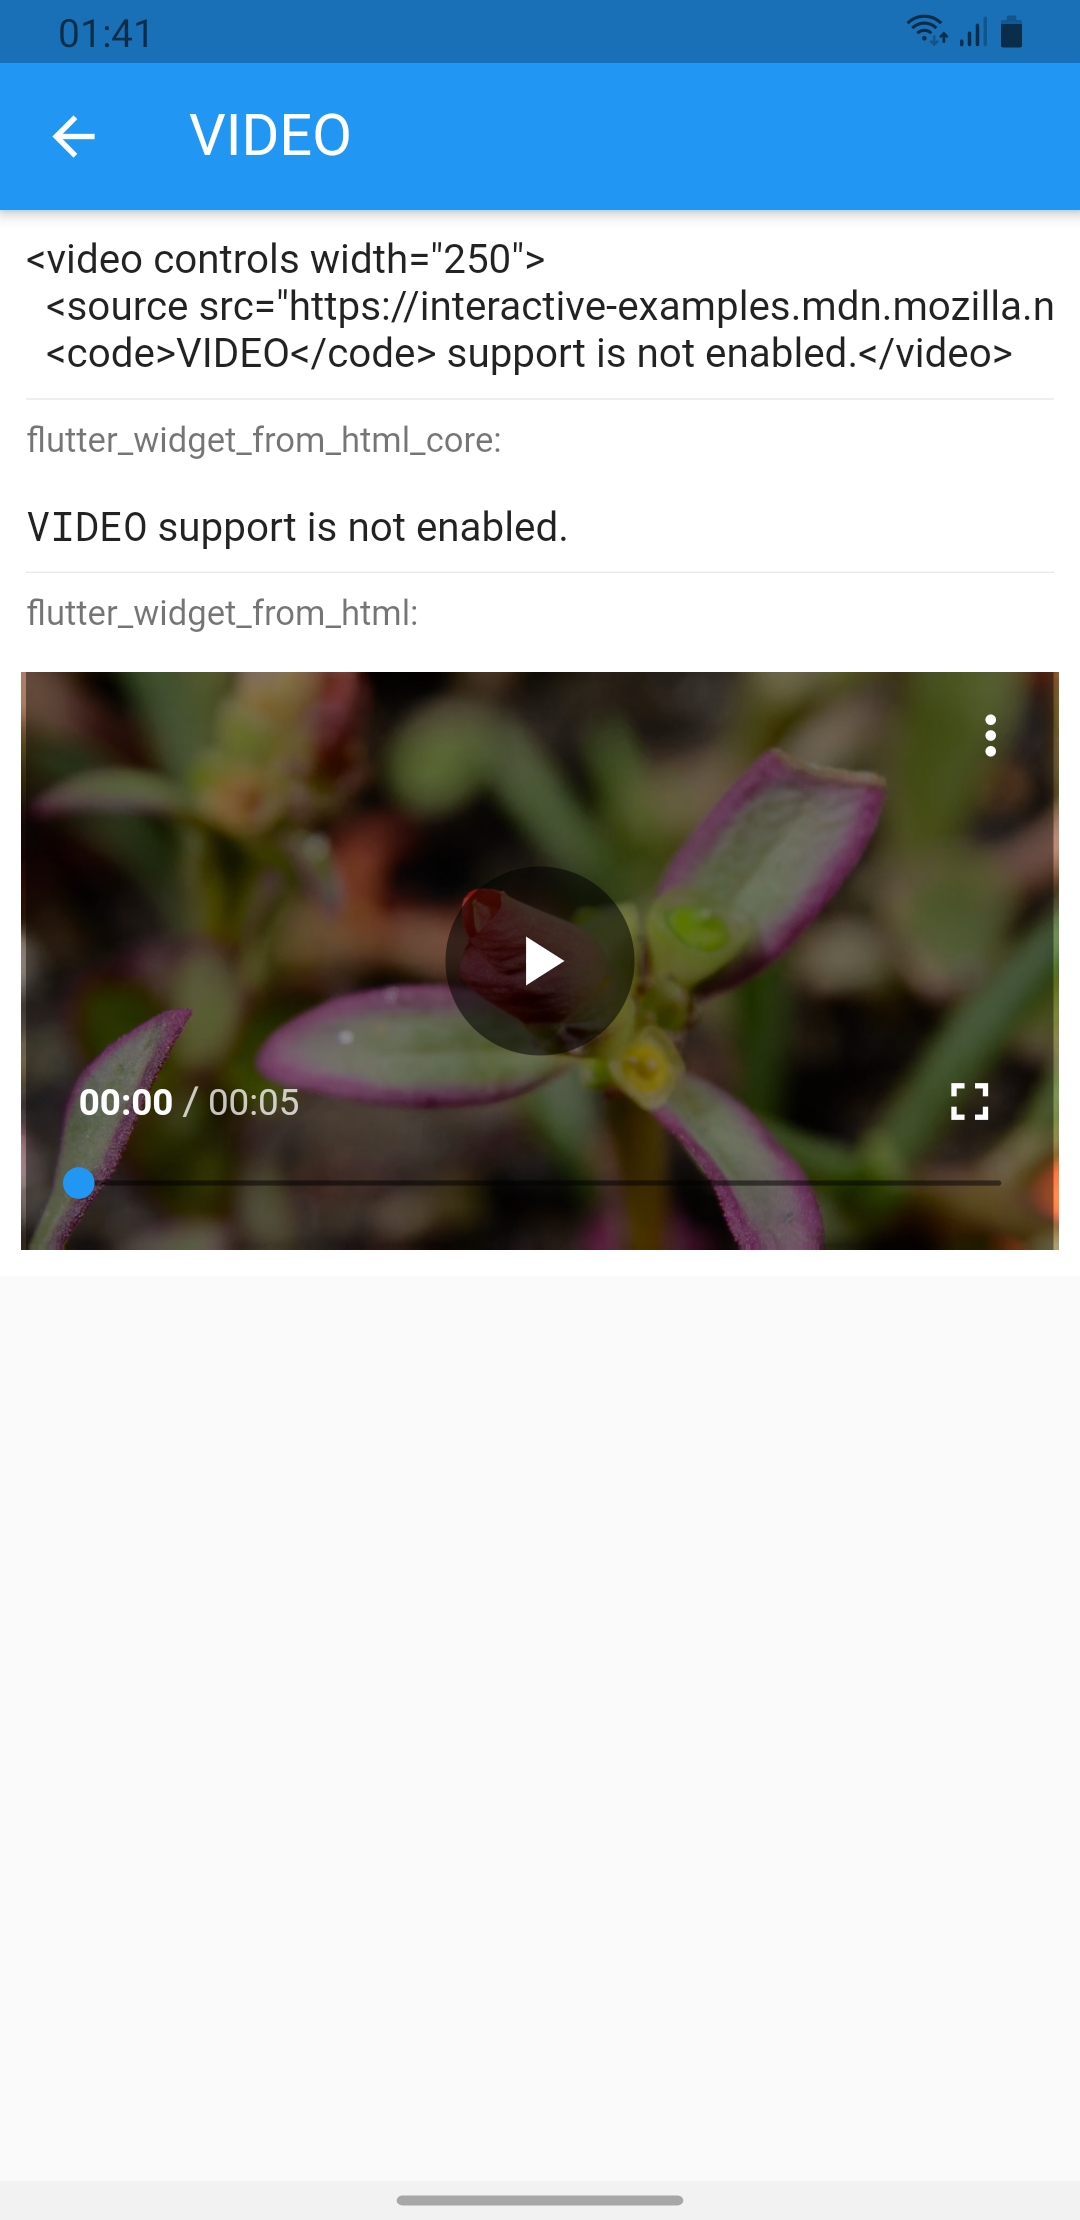 01:41
VIDEO
<video controls width="250">
<source src="https://interactive-examples.mdn.mozilla.n
<code>VIDEO</code> support is not enabled.</video>
flutter_widget_from_html_core:
VIDEO support is not enabled.
flutter_widget_from_html:
00:00 / 00:05